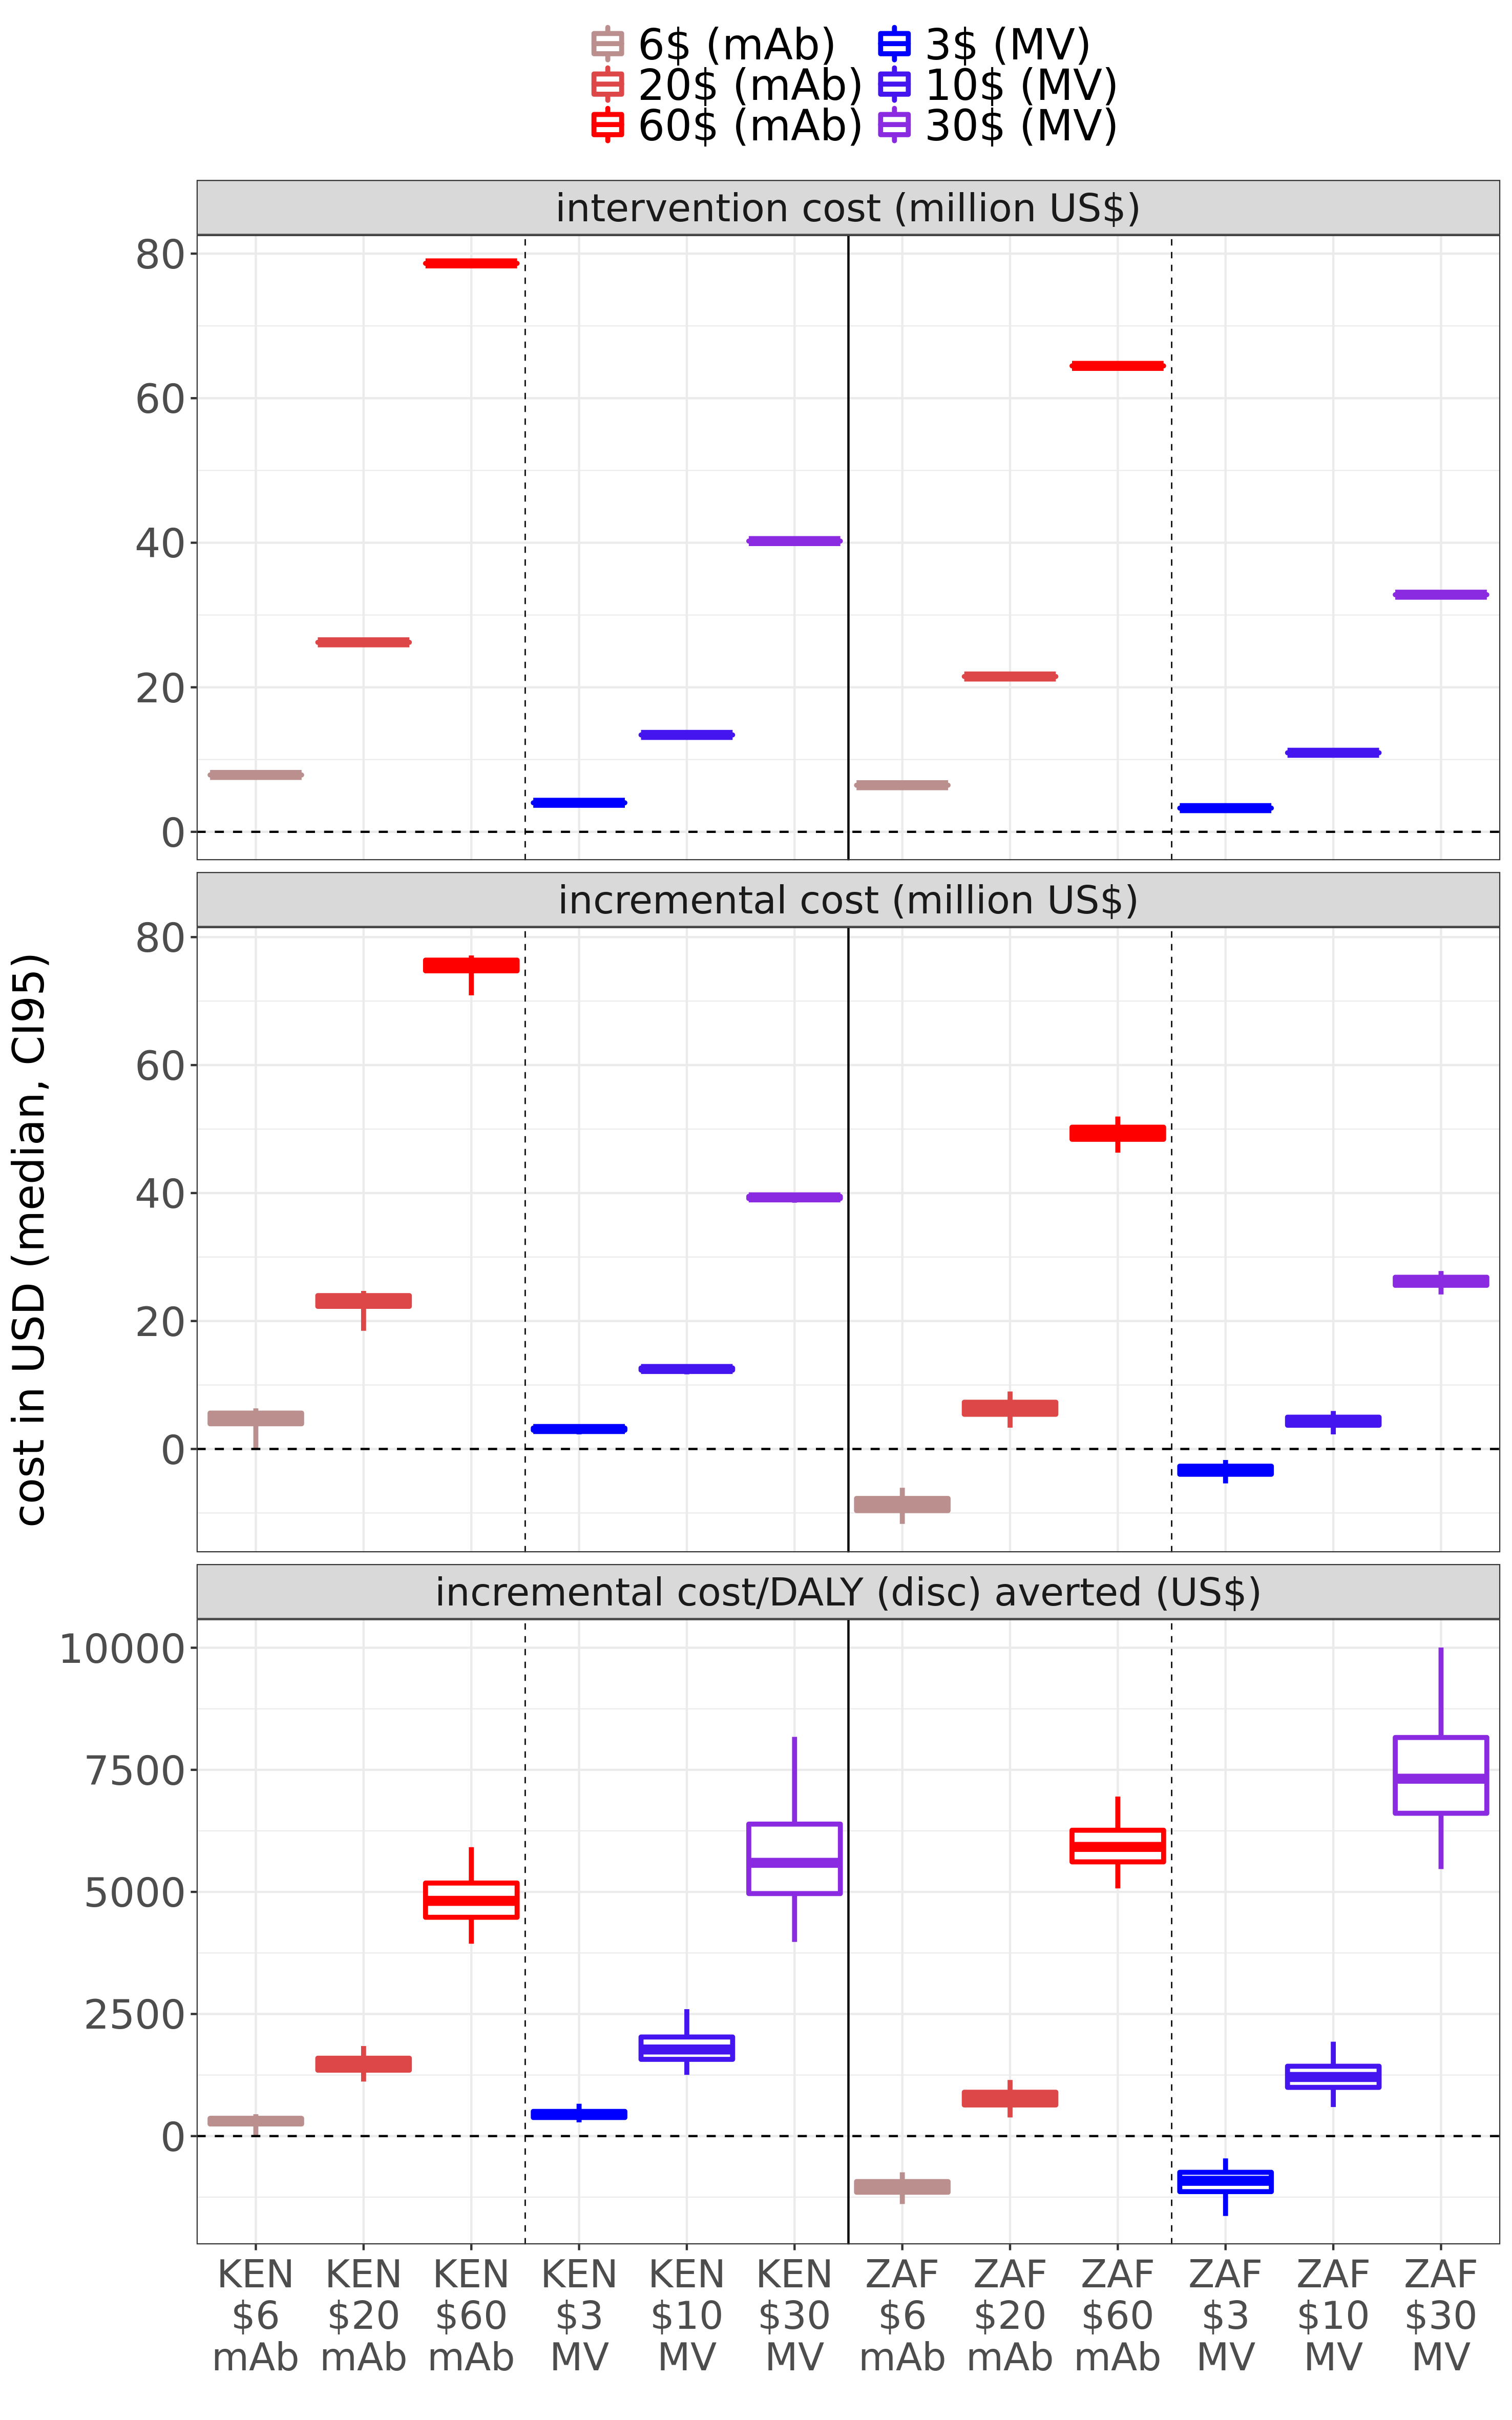 6$ (mAb) 3$ (MV)
20$ (mAb) 10$ (MV)
60$ (mAb) 30$ (MV)
cost in USD (median, CI95)
intervention cost (million US$)
80
60
40
20
0
incremental cost (million US$)
80
60
40
20
0
incremental cost/DALY (disc) averted (US$)
10000
7500
5000
2500
0
KEN KEN KEN KEN KEN KEN ZAF ZAF ZAF ZAF ZAF ZAF
$6 $20 $60 $3 $10 $30 $6 $20 $60 $3 $10 $30
mAb mAb mAb MV MV MV mAb mAb mAb MV MV MV